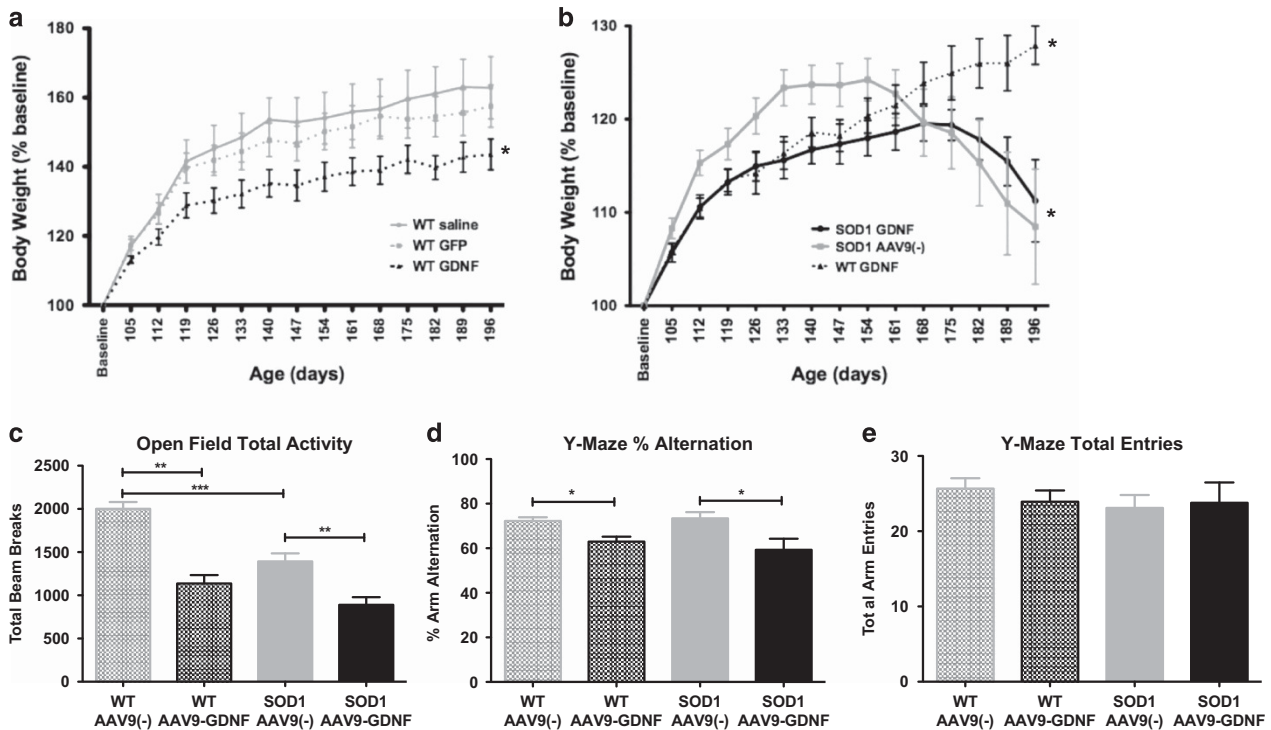 a
180
160
140
120
100
Body Weight (% baseline)
*
WT saline
WT GFP
WT GDNF
Baseline
105
112
119
126
133
140
147
154
161
168
175
182
189
196
Age (days)
b
130
120
110
100
Body Weight (% baseline)
*
*
SOD1 GDNF
SOD1 AAV9(-)
WT GDNF
Baseline
105
112
119
126
133
140
147
154
161
168
175
182
189
196
Age (days)
c
Open Field Total Activity
2500
2000
1500
1000
500
0
Total Beam Breaks
**
***
**
WT
AAV9(-)
WT
AAV9-GDNF
SOD1
AAV9(-)
SOD1
AAV9-GDNF
d
Y-Maze % Alternation
100
80
60
40
20
0
% Arm Alternation
*
*
WT
AAV9(-)
WT
AAV9-GDNF
SOD1
AAV9(-)
SOD1
AAV9-GDNF
e
Y-Maze Total Entries
30
20
10
0
Tot al Arm Entries
WT
AAV9(-)
WT
AAV9-GDNF
SOD1
AAV9(-)
SOD1
AAV9-GDNF